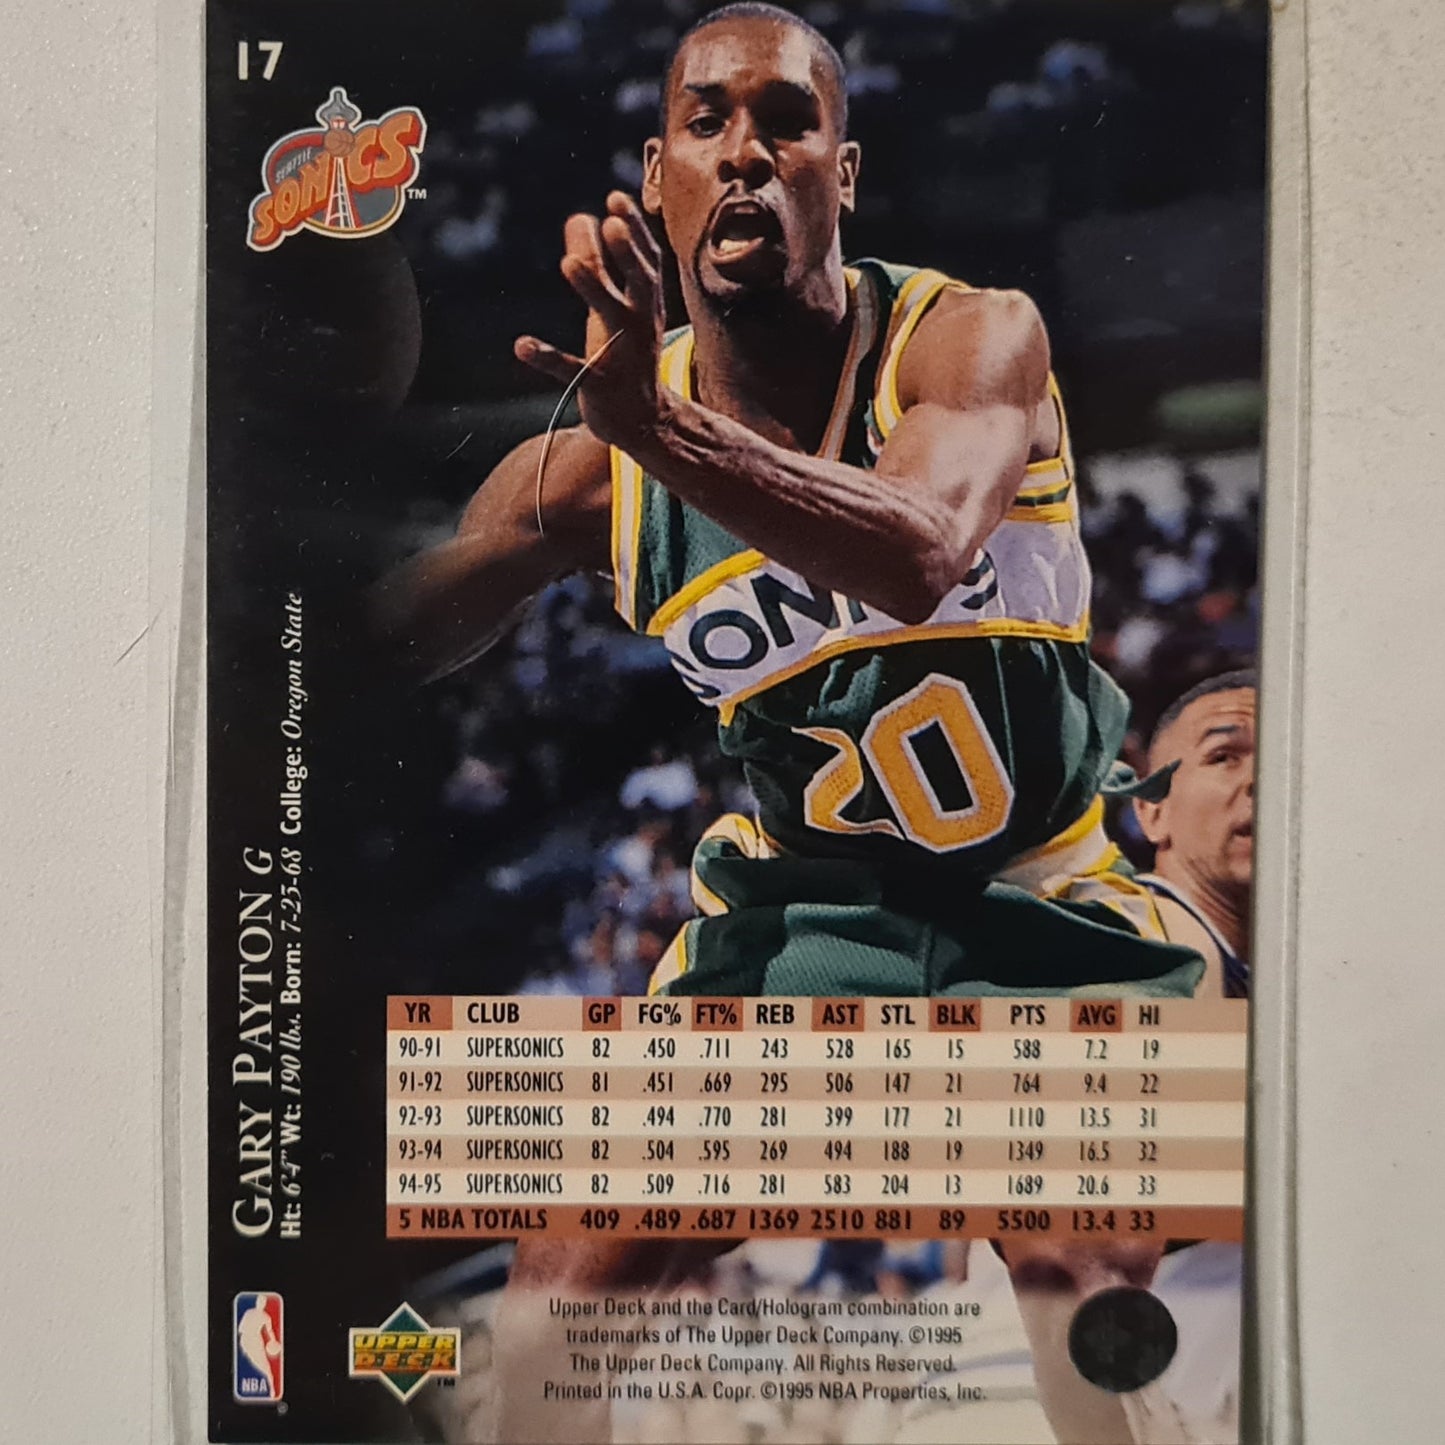 17
SEATTLE
SONICS™
SONICS
20
GARY PAYTON G
Ht: 6'4" Wt: 190 lbs. Born: 7-23-68 College: Oregon State
YR CLUB GP FG% FT% REB AST STL BLK PTS AVG HI
90-91 SUPERSONICS 82 .450 .711 243 528 165 15 588 7.2 19
91-92 SUPERSONICS 81 .451 .669 295 506 147 21 764 9.4 22
92-93 SUPERSONICS 82 .494 .770 281 399 177 21 1110 13.5 31
93-94 SUPERSONICS 82 .504 .595 269 494 188 19 1349 16.5 32
94-95 SUPERSONICS 82 .509 .716 281 583 204 13 1689 20.6 33
5 NBA TOTALS 409 .489 .687 1369 2510 881 89 5500 13.4 33
NBA®
UPPER
DECK™
Upper Deck and the Card/Hologram combination are
trademarks of The Upper Deck Company. ©1995
The Upper Deck Company. All Rights Reserved.
Printed in the U.S.A. Copr. ©1995 NBA Properties, Inc.